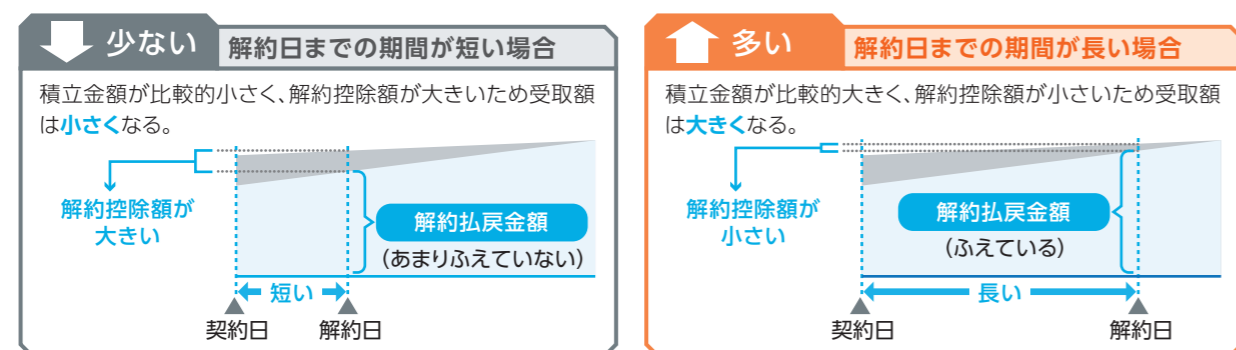 少ない
解約日までの期間が短い場合
積立金額が比較的小さく、解約控除額が大きいため受取額
は小さくなる。
解約控除額が
大きい
解約払戻金額
(あまりふえていない)
短い
契約日
解約日
多い
解約日までの期間が長い場合
積立金額が比較的大きく、解約控除額が小さいため受取額
は大きくなる。
解約控除額が
小さい
解約払戻金額
(ふえている)
長い
契約日
解約日